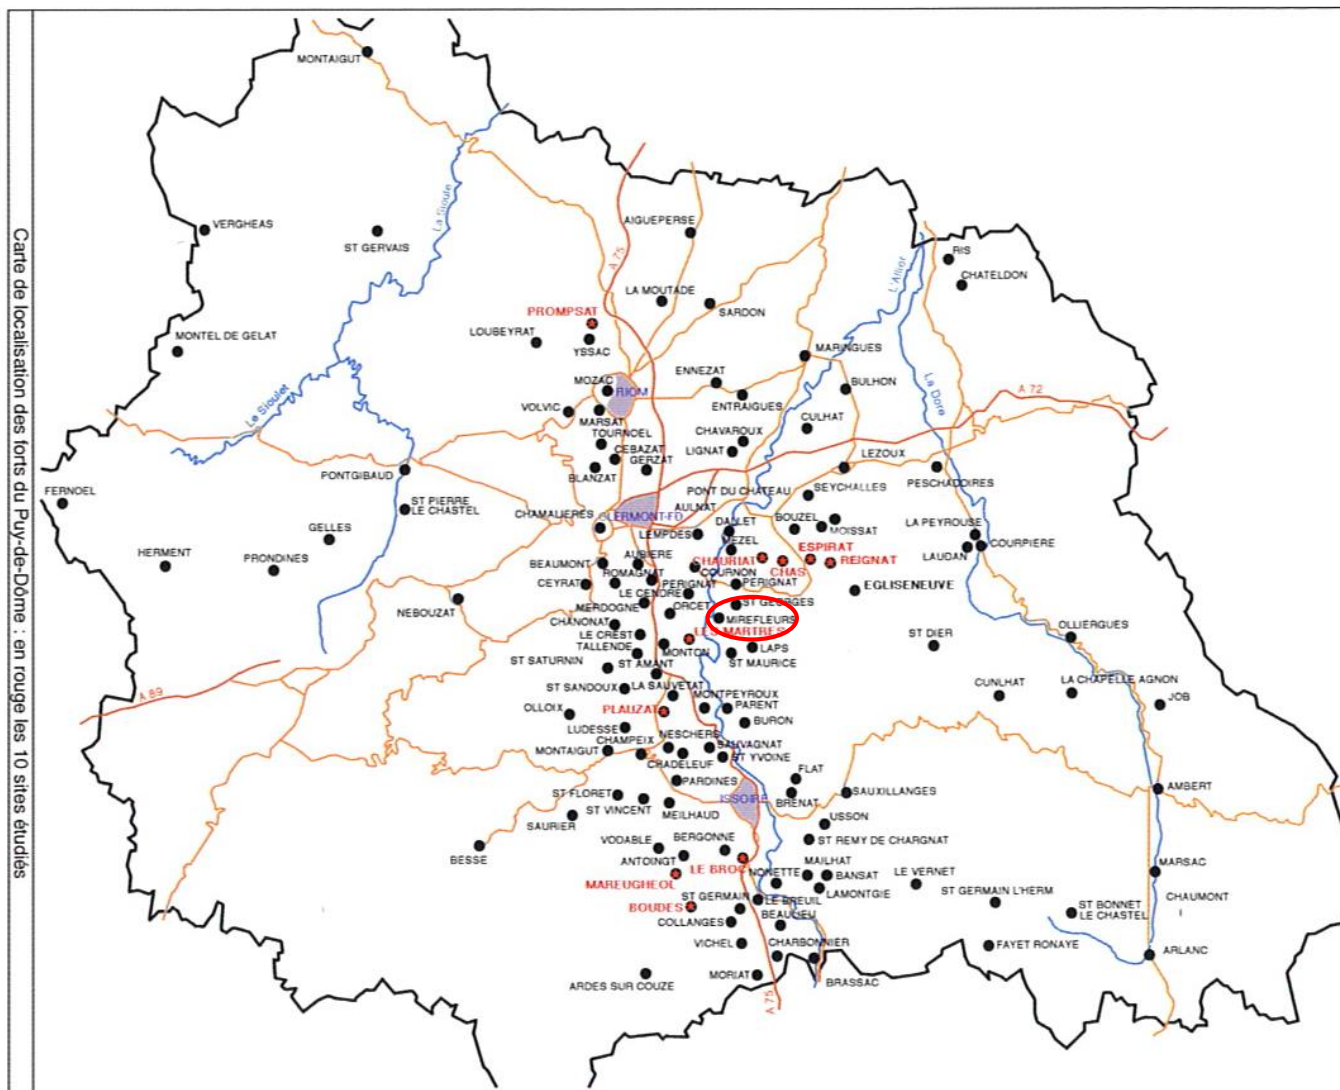 MONTAIGUT
La Sioule
VERGHEAS
ST GERVAIS
AIGUEPERSE
A 75
L'Allier
RIS
CHATELDON
LA MOUTADE
SARDON
PROMPSAT
LOUBEYRAT
YSSAC
MONTEL DE GELAT
MARINGUES
La Dore
ENNEZAT
MOZAC
RIOM
BULHON
A 72
Le Sioulet
VOLVIC
MARSAT
ENTRAIGUES
TOURNOEL
CULHAT
CHAVAROUX
CEBAZAT
LIGNAT
GERZAT
LEZOUX
PONTGIBAUD
BLANZAT
PESCHADOIRES
FERNOEL
ST PIERRE
LE CHASTEL
PONT DU CHATEAU
SEYCHALLES
AULNAT
CHAMALIERES
CLERMONT-FD
BOUZEL
MOISSAT
LA PEYROUSE
GELLES
LEMPDES
DALLET
MEZEL
COURPIERE
LAUDAN
HERMENT
PRONDINES
BEAUMONT
AUBIERE
CHAURIAT
ESPIRAT
CHAS
REIGNAT
ROMAGNAT
COURNON
CEYRAT
PERIGNAT
PERIGNAT
EGLISENEUVE
LE CENDRE
NEBOUZAT
MERDOGNE
ORCET
ST GEORGES
CHANONAT
MIREFLEURS
LE CREST
LES MARTRES
OLLIERGUES
TALLENDE
MONTON
LAPS
ST DIER
ST SATURNIN
ST AMANT
ST MAURICE
A 89
ST SANDOUX
LA SAUVETAT
MONTPEYROUX
CUNLHAT
LA CHAPELLE AGNON
JOB
OLLOIX
PLAUZAT
PARENT
LUDESSE
BURON
CHAMPEIX
NESCHERS
SAUVAGNAT
MONTAIGUT
ST YVOINE
CHADELEUF
FLAT
PARDINES
AMBERT
ST FLORET
ISSOIRE
BRENAT
SAUXILLANGES
ST VINCENT
SAURIER
MEILHAUD
USSON
VODABLE
BERGONNE
ST REMY DE CHARGNAT
BESSE
ANTOINGT
LE BROC
MAILHAT
MARSAC
NONETTE
BANSAT
LE VERNET
MAREUGHEOL
LAMONTGIE
ST GERMAIN L'HERM
CHAUMONT
ST GERMAIN
LE BREUIL
BOUDES
ST BONNET
LE CHASTEL
COLLANGES
BEAULIEU
VICHEL
CHARBONNIER
FAYET RONAYE
ARLANC
ARDES SUR COUZE
MORIAT
BRASSAC
A 75
Carte de localisation des forts du Puy-de-Dôme : en rouge les 10 sites étudiés